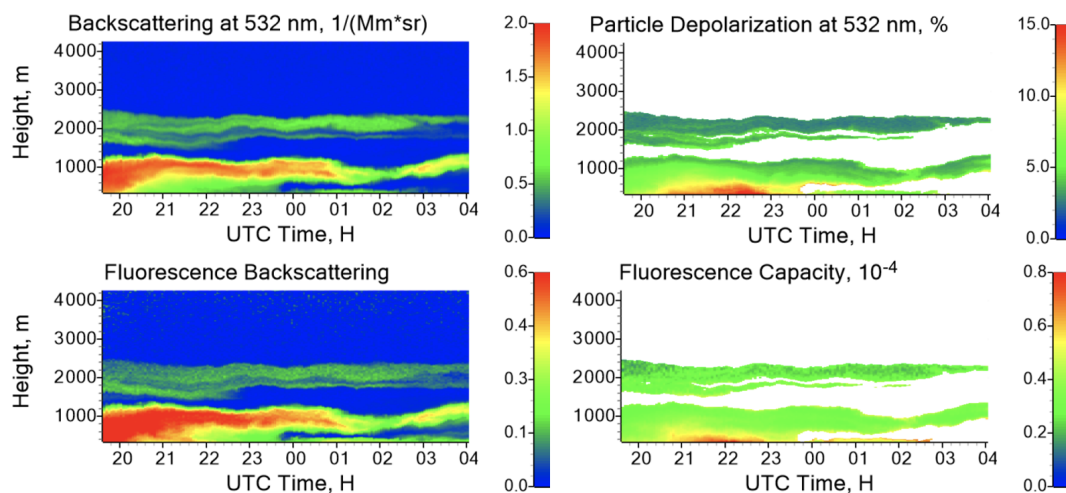 Backscattering at 532 nm, 1/(Mm*sr)
Height, m
4000
3000
2000
1000
20 21 22 23 00 01 02 03 04
UTC Time, H
2.0
1.5
1.0
0.5
0.0
Particle Depolarization at 532 nm, %
4000
3000
2000
1000
20 21 22 23 00 01 02 03 04
UTC Time, H
15.0
10.0
5.0
0.0
Fluorescence Backscattering
Height, m
4000
3000
2000
1000
20 21 22 23 00 01 02 03 04
UTC Time, H
0.6
0.4
0.3
0.1
0.0
Fluorescence Capacity, 10⁻⁴
4000
3000
2000
1000
20 21 22 23 00 01 02 03 04
UTC Time, H
0.8
0.6
0.4
0.2
0.0